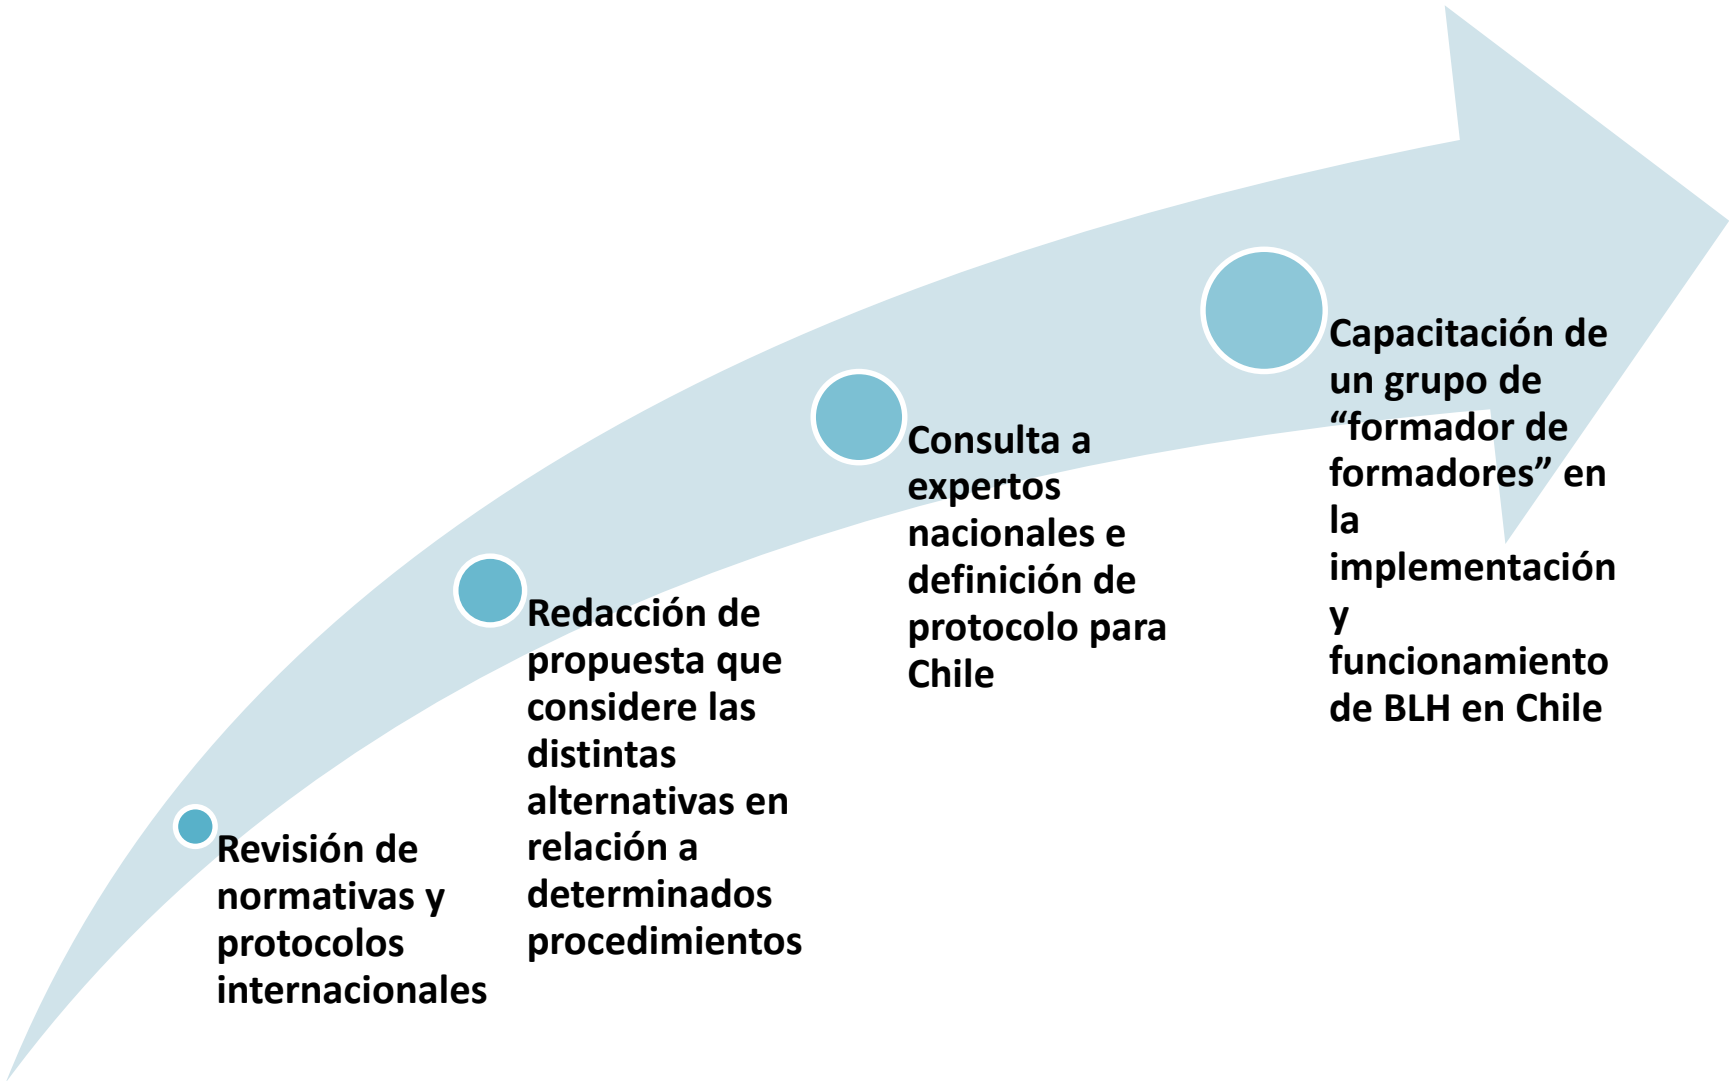 Revisión de
normativas y
protocolos
internacionales
Redacción de
propuesta que
considere las
distintas
alternativas en
relación a
determinados
procedimientos
Consulta a
expertos
nacionales e
definición de
protocolo para
Chile
Capacitación de
un grupo de
“formador de
formadores” en
la
implementación
y
funcionamiento
de BLH en Chile